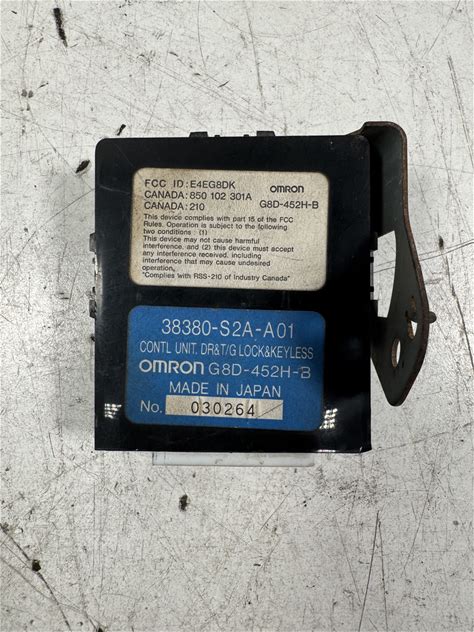 FCC ID:E4EG8DK
CANADA:850 102 301A
CANADA:210
OMRON
G8D-452H-B
This device complies with part 15 of the FCC
Rules. Operation is subject to the following
two conditions : (1)
This device may not cause harmful
interference, and (2) this device must accept
any interference received, including
interference that may cause undesired
operation.
"Complies with RSS-210 of Industry Canada"
38380-S2A-A01
CONTL UNIT. DR&T/G LOCK&KEYLESS
OMRON G8D-452H-B
MADE IN JAPAN
No. 030264